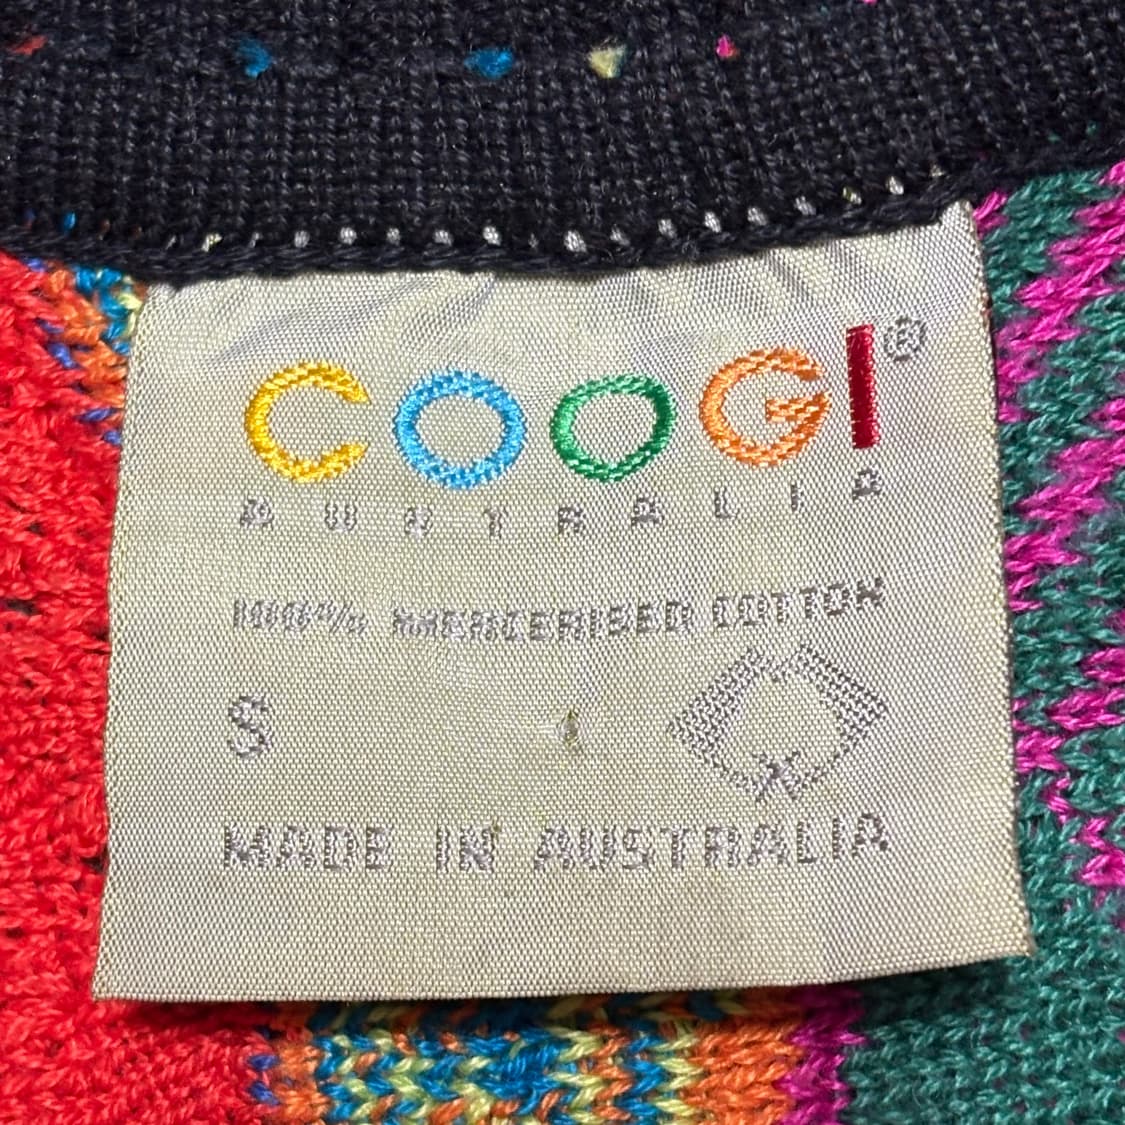 COOGI®
AUSTRALIA
100% MERCERISED COTTON
S
MADE IN AUSTRALIA